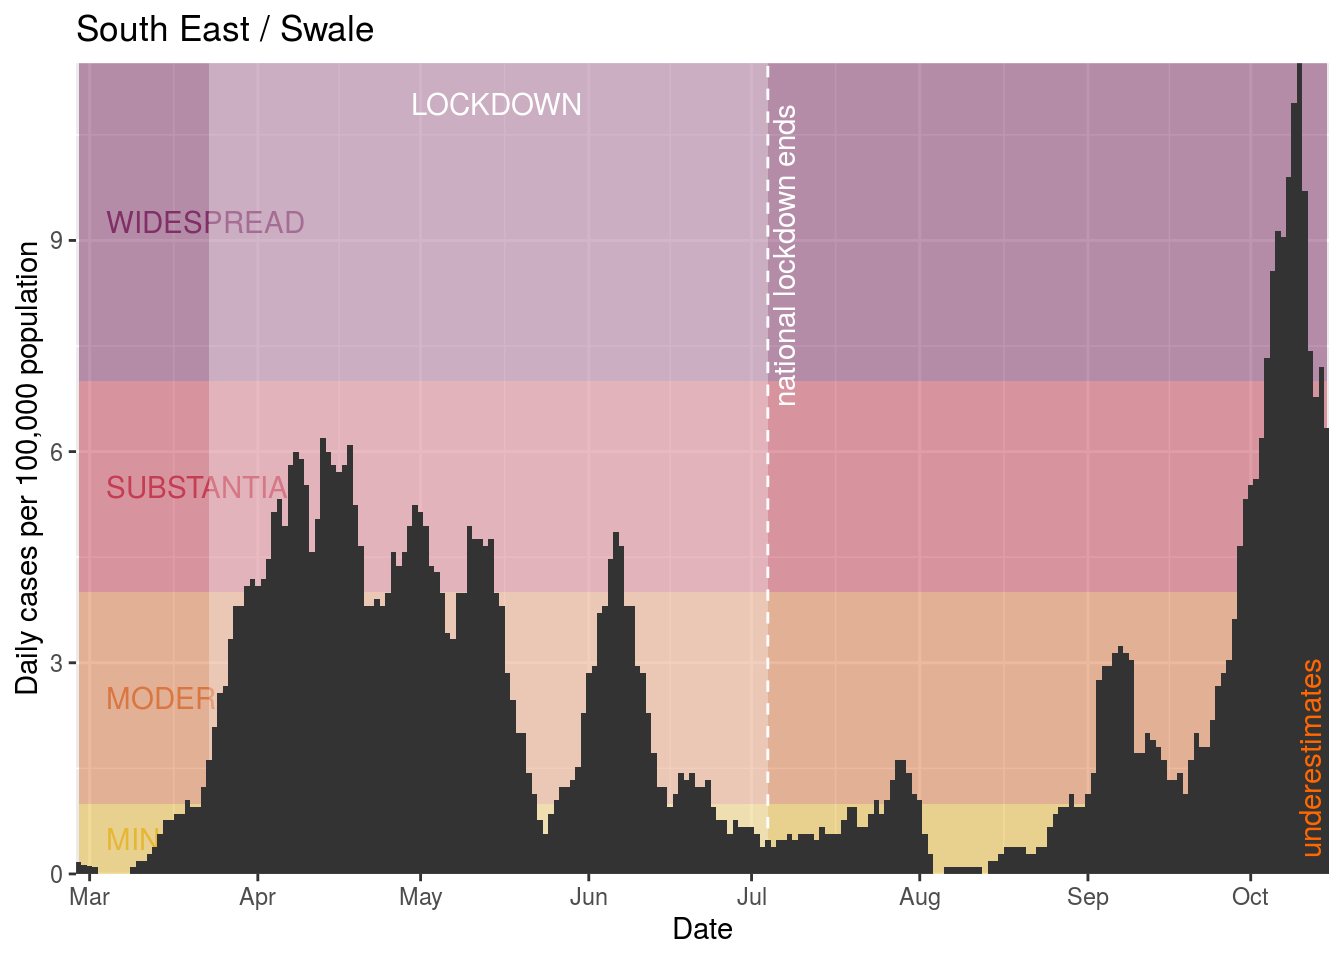 South East / Swale
LOCKDOWN
national lockdown ends
WIDESPREAD
SUBSTANTIA
MODER
MIN
underestimates
Daily cases per 100,000 population
9
6
3
0
Mar Apr May Jun Jul Aug Sep Oct
Date